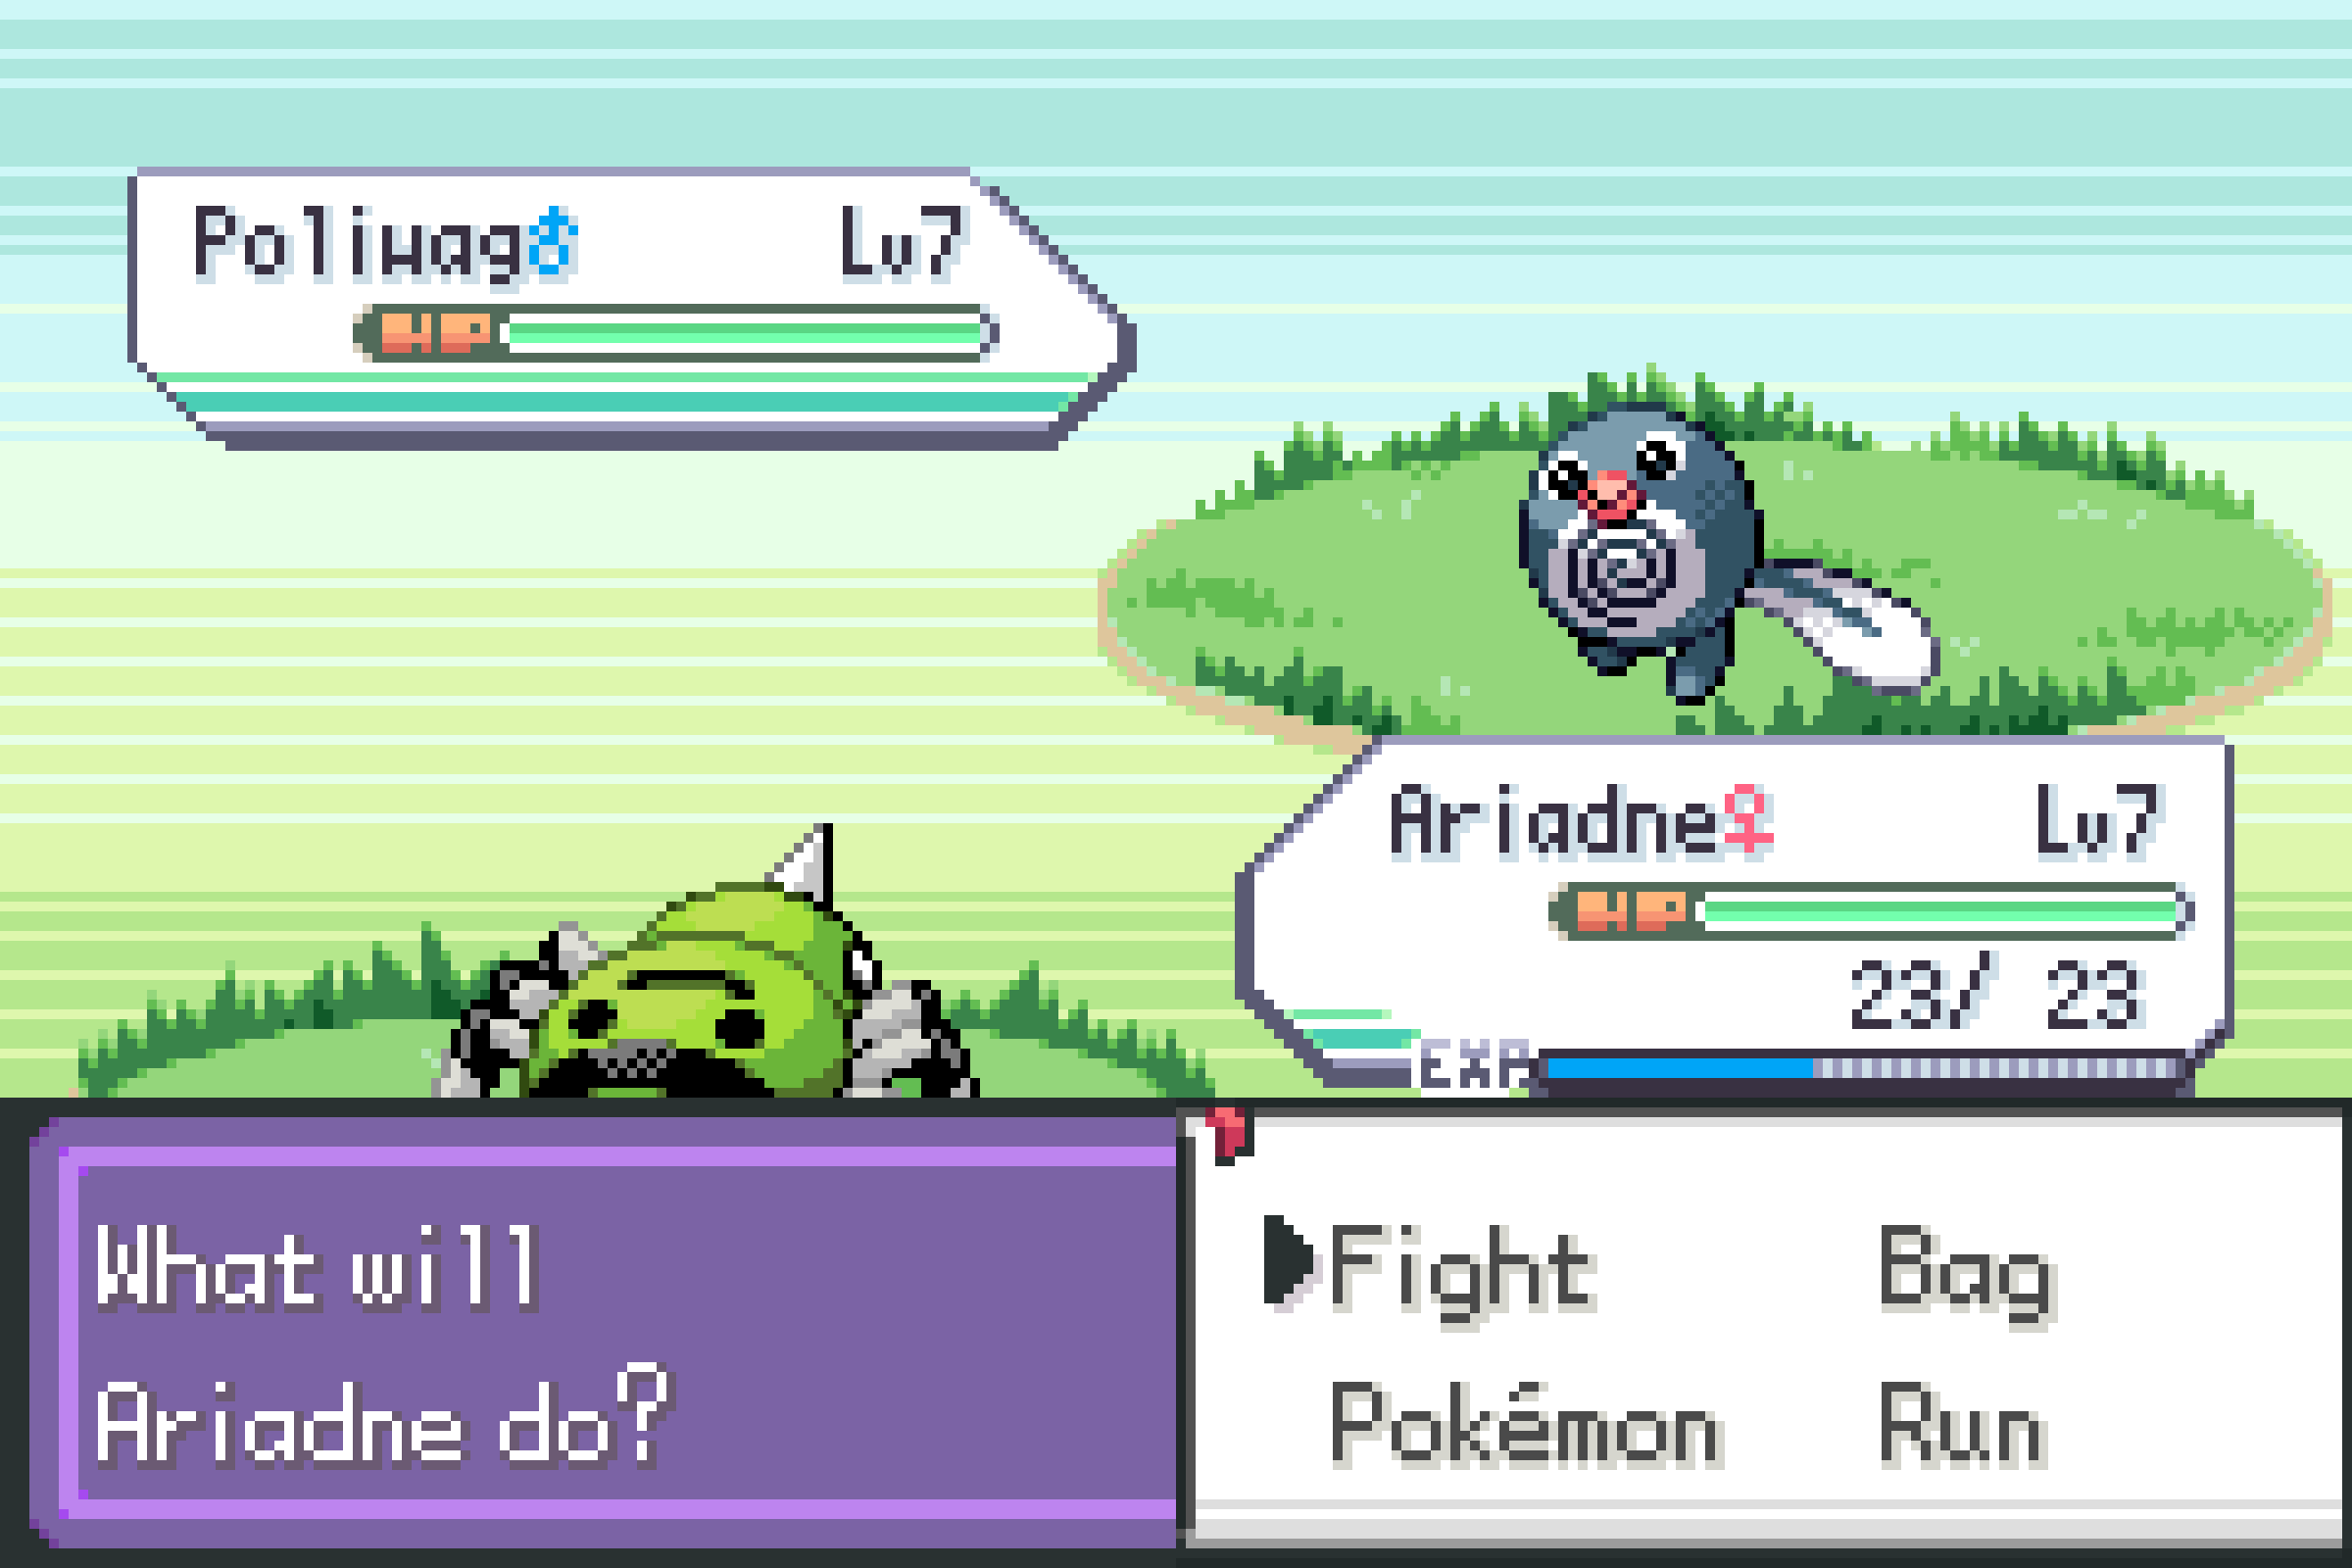 Poliwag♂ Lv7
HP
Ariadne♀ Lv7
HP
23/ 23
EXP
What will
Ariadne do?
Fight Bag
Pokémon Run